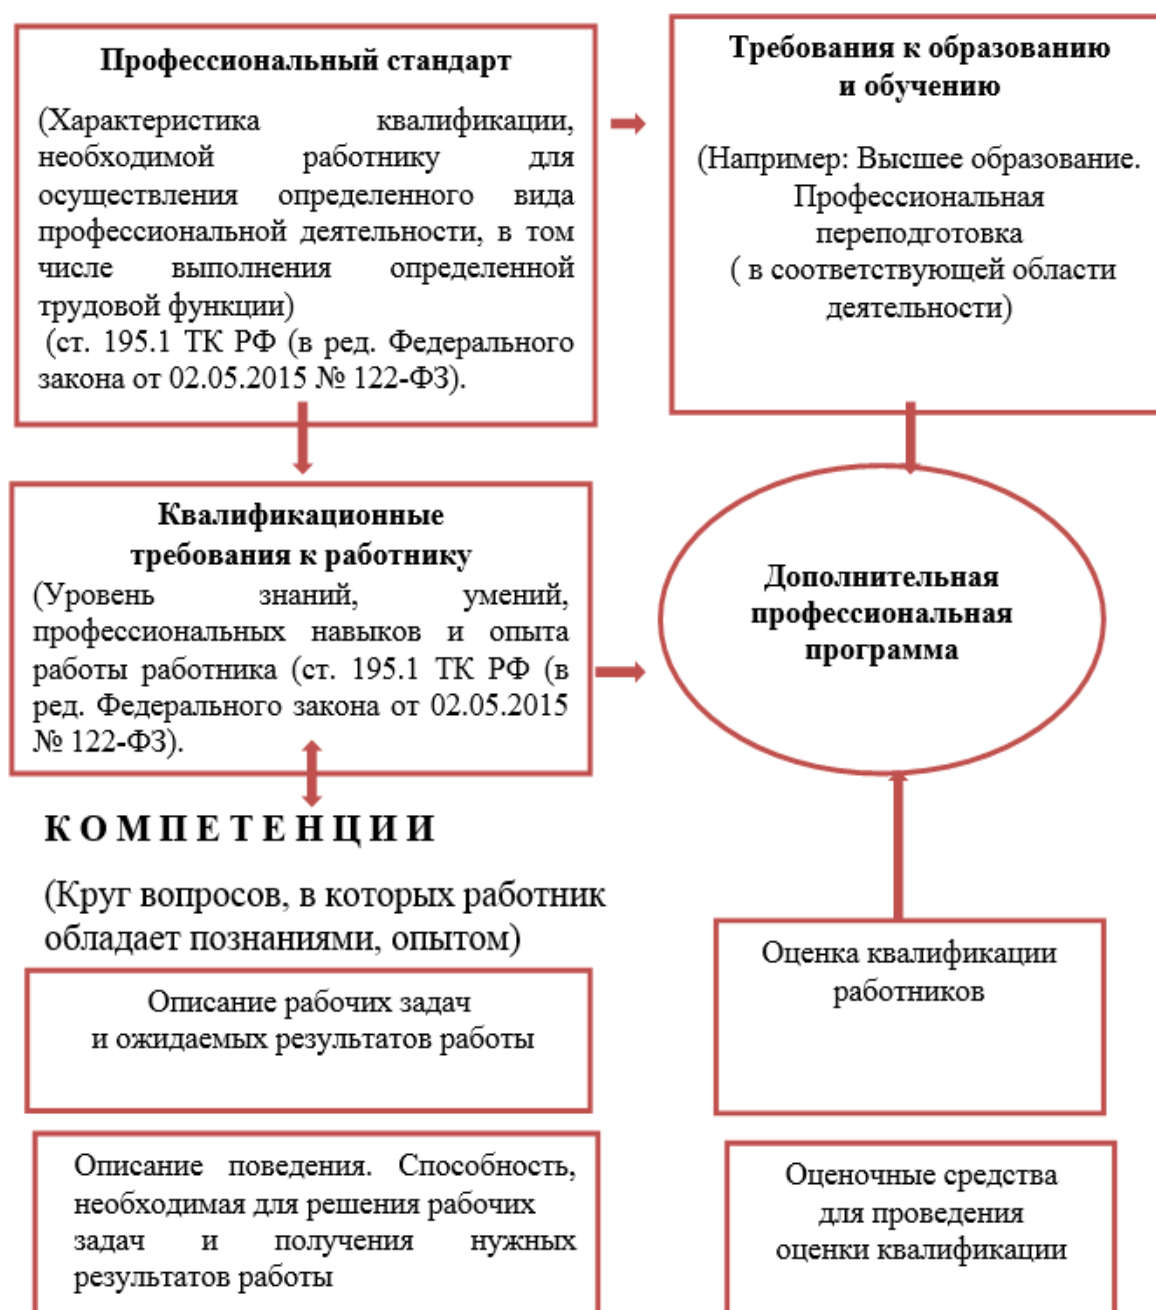 Профессиональный стандарт
(Характеристика квалификации,
необходимой работнику для
осуществления определенного вида
профессиональной деятельности, в том
числе выполнения определенной
трудовой функции)
(ст. 195.1 ТК РФ (в ред. Федерального
закона от 02.05.2015 № 122-ФЗ).
Требования к образованию
и обучению
(Например: Высшее образование.
Профессиональная
переподготовка
( в соответствующей области
деятельности)
Квалификационные
требования к работнику
(Уровень знаний, умений,
профессиональных навыков и опыта
работы работника (ст. 195.1 ТК РФ (в
ред. Федерального закона от 02.05.2015
№ 122-ФЗ).
Дополнительная
профессиональная
программа
К О М П Е Т Е Н Ц И И
(Круг вопросов, в которых работник
обладает познаниями, опытом)
Описание рабочих задач
и ожидаемых результатов работы
Оценка квалификации
работников
Описание поведения. Способность,
необходимая для решения рабочих
задач и получения нужных
результатов работы
Оценочные средства
для проведения
оценки квалификации